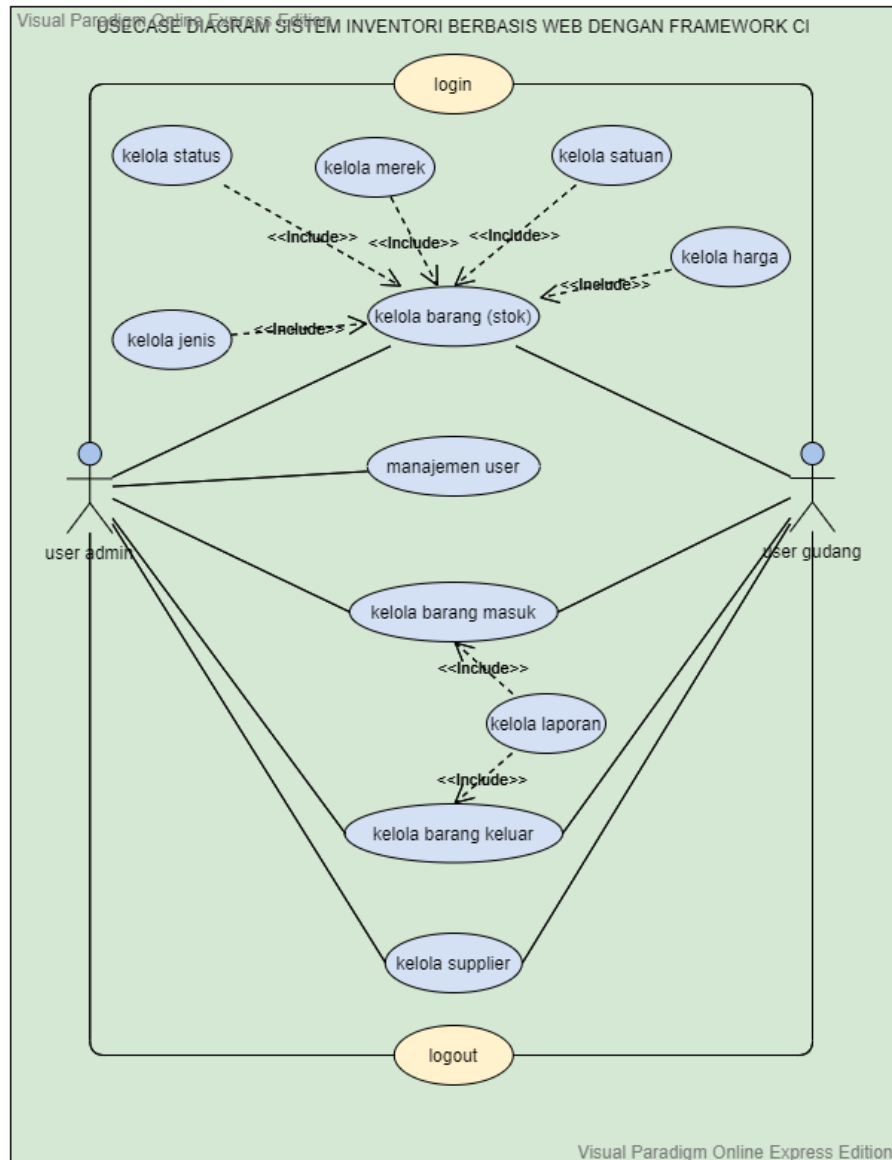 Visual Paradigm Online Express Edition
USECASE DIAGRAM SISTEM INVENTORI BERBASIS WEB DENGAN FRAMEWORK CI
login
kelola status
kelola merek
kelola satuan
<<Include>>
<<Include>>
<<Include>>
kelola harga
<<Include>>
kelola barang (stok)
<<Include>>
kelola jenis
manajemen user
user admin
user gudang
kelola barang masuk
<<Include>>
kelola laporan
<<Include>>
kelola barang keluar
kelola supplier
logout
Visual Paradigm Online Express Edition